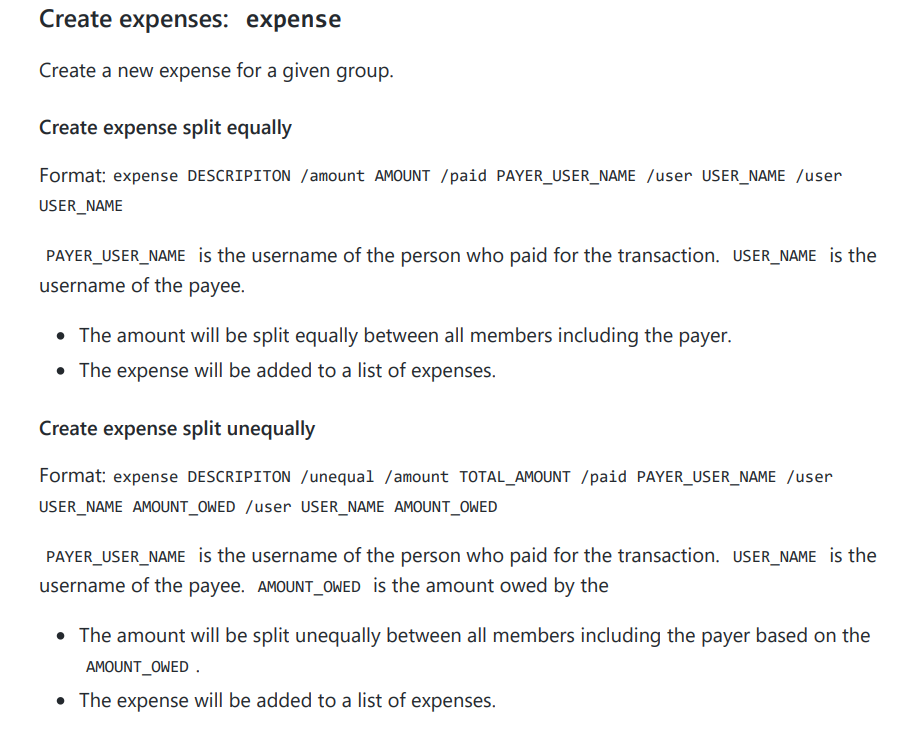 Create expenses: expense
Create a new expense for a given group.
Create expense split equally
Format: expense DESCRIPITON /amount AMOUNT /paid PAYER_USER_NAME /user USER_NAME /user
USER_NAME
PAYER_USER_NAME is the username of the person who paid for the transaction. USER_NAME is the
username of the payee.
• The amount will be split equally between all members including the payer.
• The expense will be added to a list of expenses.
Create expense split unequally
Format: expense DESCRIPITON /unequal /amount TOTAL_AMOUNT /paid PAYER_USER_NAME /user
USER_NAME AMOUNT_OWED /user USER_NAME AMOUNT_OWED
PAYER_USER_NAME is the username of the person who paid for the transaction. USER_NAME is the
username of the payee. AMOUNT_OWED is the amount owed by the
• The amount will be split unequally between all members including the payer based on the
AMOUNT_OWED .
• The expense will be added to a list of expenses.